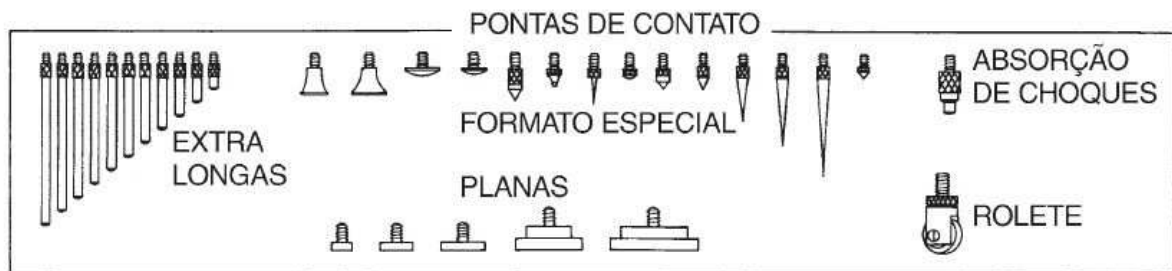 PONTAS DE CONTATO
EXTRA
LONGAS
FORMATO ESPECIAL
PLANAS
ABSORÇÃO
DE CHOQUES
ROLETE